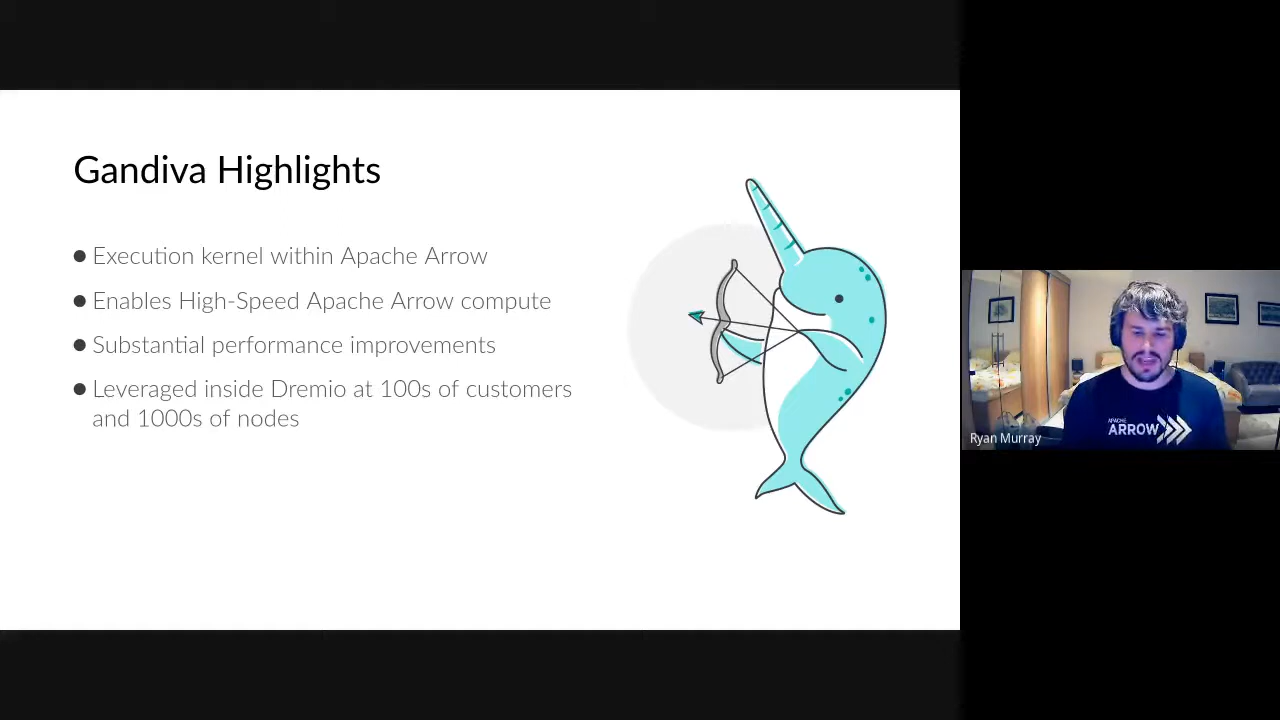 Gandiva Highlights
● Execution kernel within Apache Arrow
● Enables High-Speed Apache Arrow compute
● Substantial performance improvements
● Leveraged inside Dremio at 100s of customers
and 1000s of nodes
APACHE
ARROW
Ryan Murray